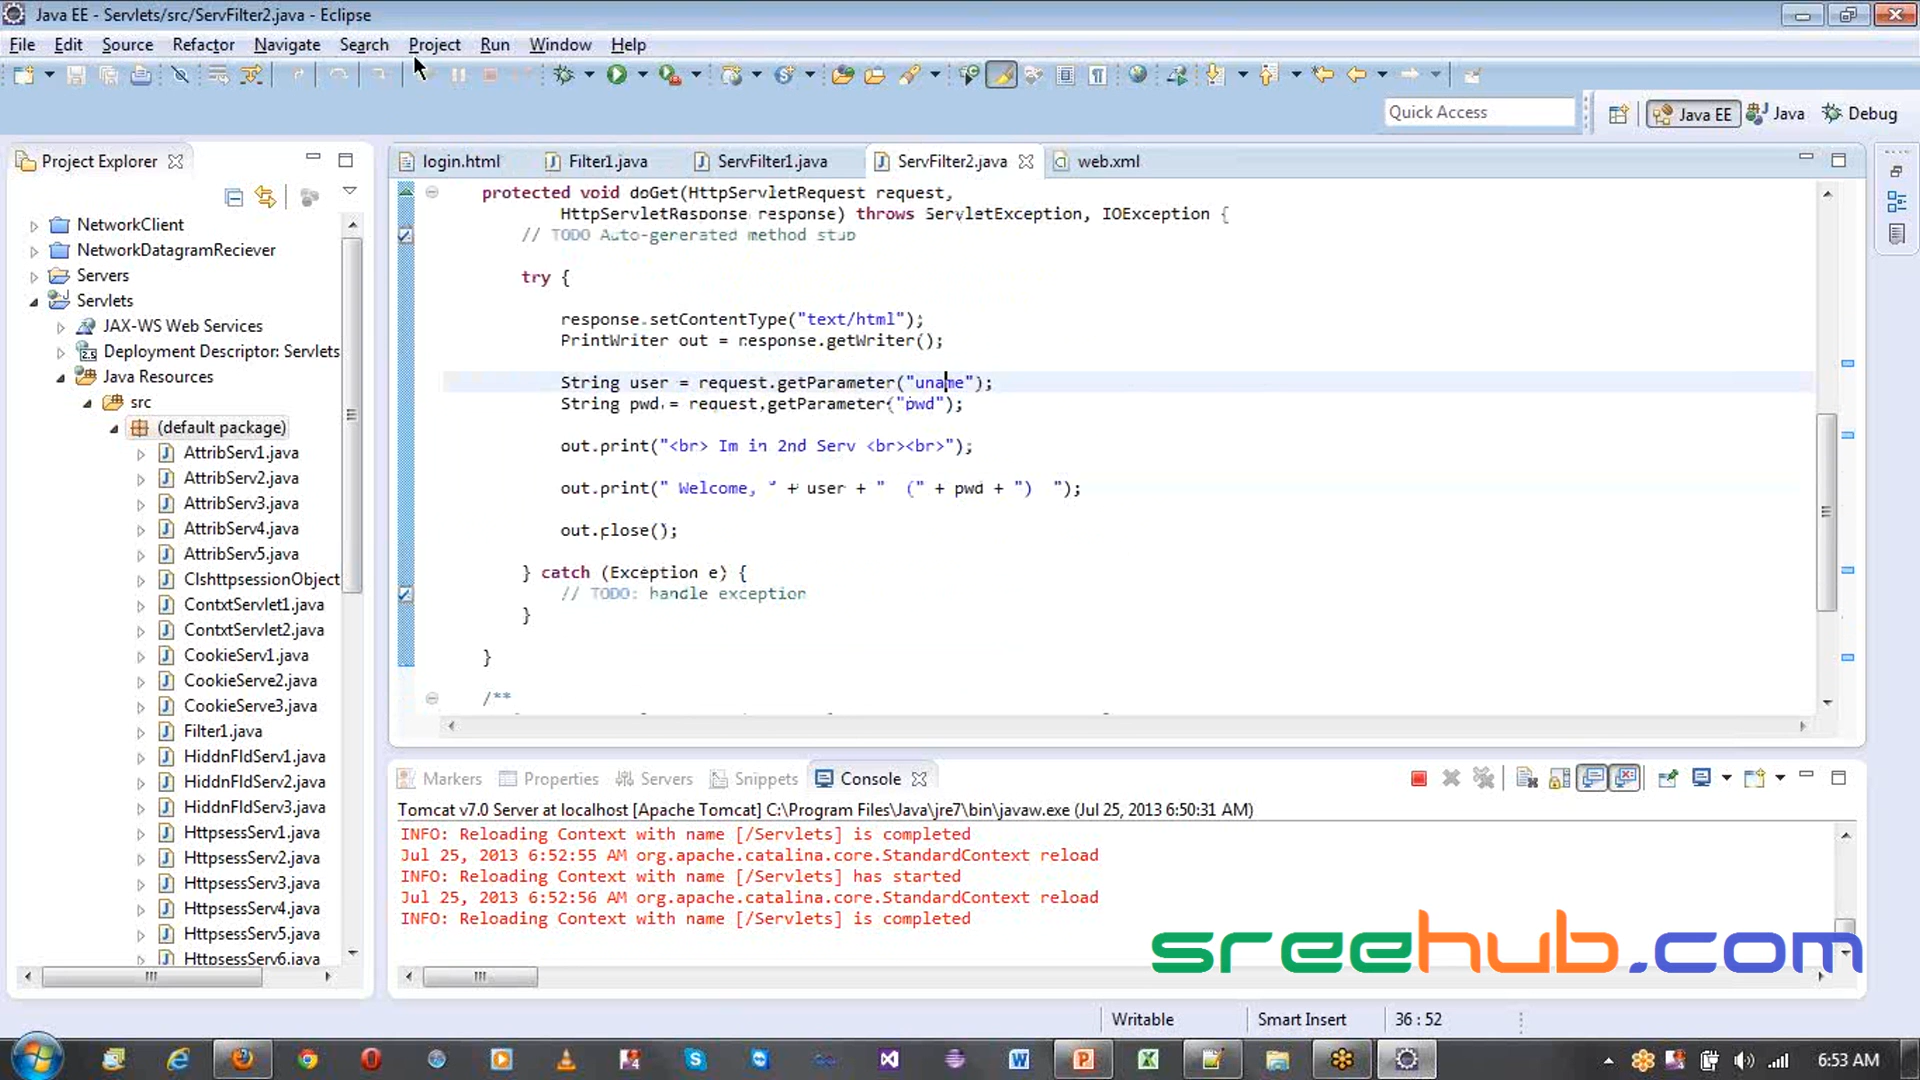 Java EE - Servlets/src/ServFilter2.java - Eclipse
File Edit Source Refactor Navigate Search Project Run Window Help
Quick Access
Java EE Java Debug
Project Explorer
login.html Filter1.java ServFilter1.java ServFilter2.java web.xml
NetworkClient
NetworkDatagramReciever
Servers
Servlets
JAX-WS Web Services
Deployment Descriptor: Servlets
Java Resources
src
(default package)
AttribServ1.java
AttribServ2.java
AttribServ3.java
AttribServ4.java
AttribServ5.java
ClshttpsessionObject
ContxtServlet1.java
ContxtServlet2.java
CookieServ1.java
CookieServe2.java
CookieServe3.java
Filter1.java
HiddnFldServ1.java
HiddnFldServ2.java
HiddnFldServ3.java
HttpsessServ1.java
HttpsessServ2.java
HttpsessServ3.java
HttpsessServ4.java
HttpsessServ5.java
HttpsessServ6.java
protected void doGet(HttpServletRequest request,
HttpServletResponse response) throws ServletException, IOException {
// TODO Auto-generated method stub
try {
response.setContentType("text/html");
PrintWriter out = response.getWriter();
String user = request.getParameter("uname");
String pwd = request.getParameter("pwd");
out.print("<br> Im in 2nd Serv <br><br>");
out.print(" Welcome, " + user + "  (" + pwd + ")  ");
out.close();
} catch (Exception e) {
// TODO: handle exception
}
}
/**
Markers Properties Servers Snippets Console
Tomcat v7.0 Server at localhost [Apache Tomcat] C:\Program Files\Java\jre7\bin\javaw.exe (Jul 25, 2013 6:50:31 AM)
INFO: Reloading Context with name [/Servlets] is completed
Jul 25, 2013 6:52:55 AM org.apache.catalina.core.StandardContext reload
INFO: Reloading Context with name [/Servlets] has started
Jul 25, 2013 6:52:56 AM org.apache.catalina.core.StandardContext reload
INFO: Reloading Context with name [/Servlets] is completed
sreehub.com
Writable Smart Insert 36 : 52
6:53 AM